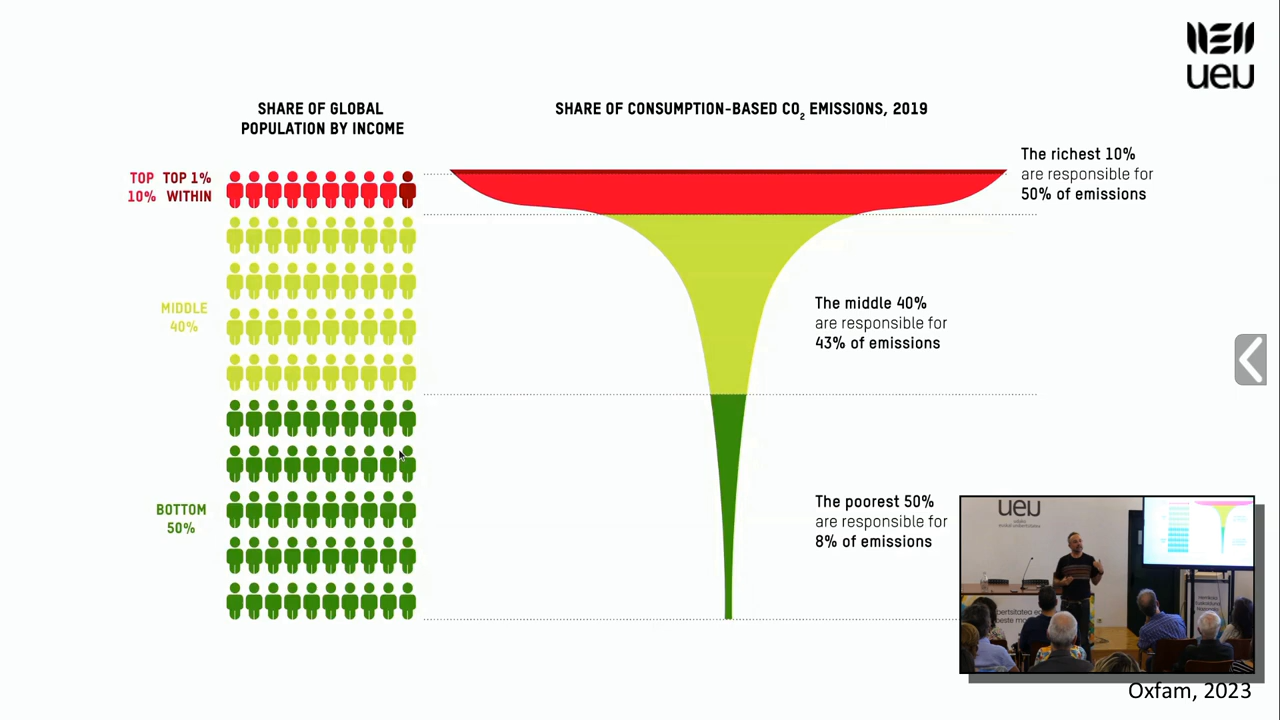 ueu
SHARE OF GLOBAL
POPULATION BY INCOME
SHARE OF CONSUMPTION-BASED CO₂ EMISSIONS, 2019
TOP
10%
TOP 1%
WITHIN
The richest 10%
are responsible for
50% of emissions
MIDDLE
40%
The middle 40%
are responsible for
43% of emissions
BOTTOM
50%
The poorest 50%
are responsible for
8% of emissions
ueu
Oxfam, 2023